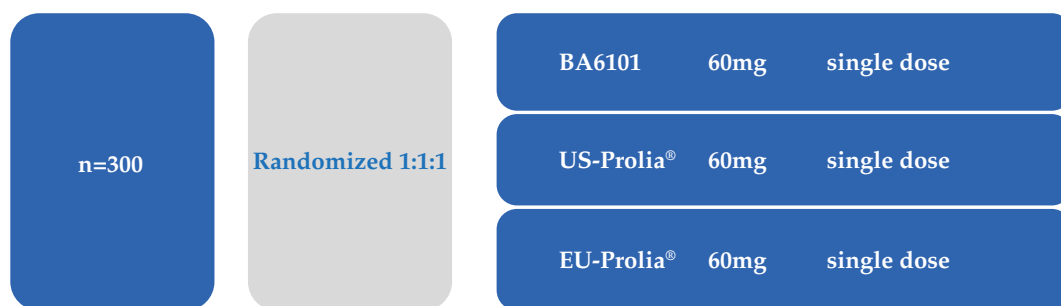 n=300
Randomized 1:1:1
BA6101 60mg single dose
US-Prolia® 60mg single dose
EU-Prolia® 60mg single dose